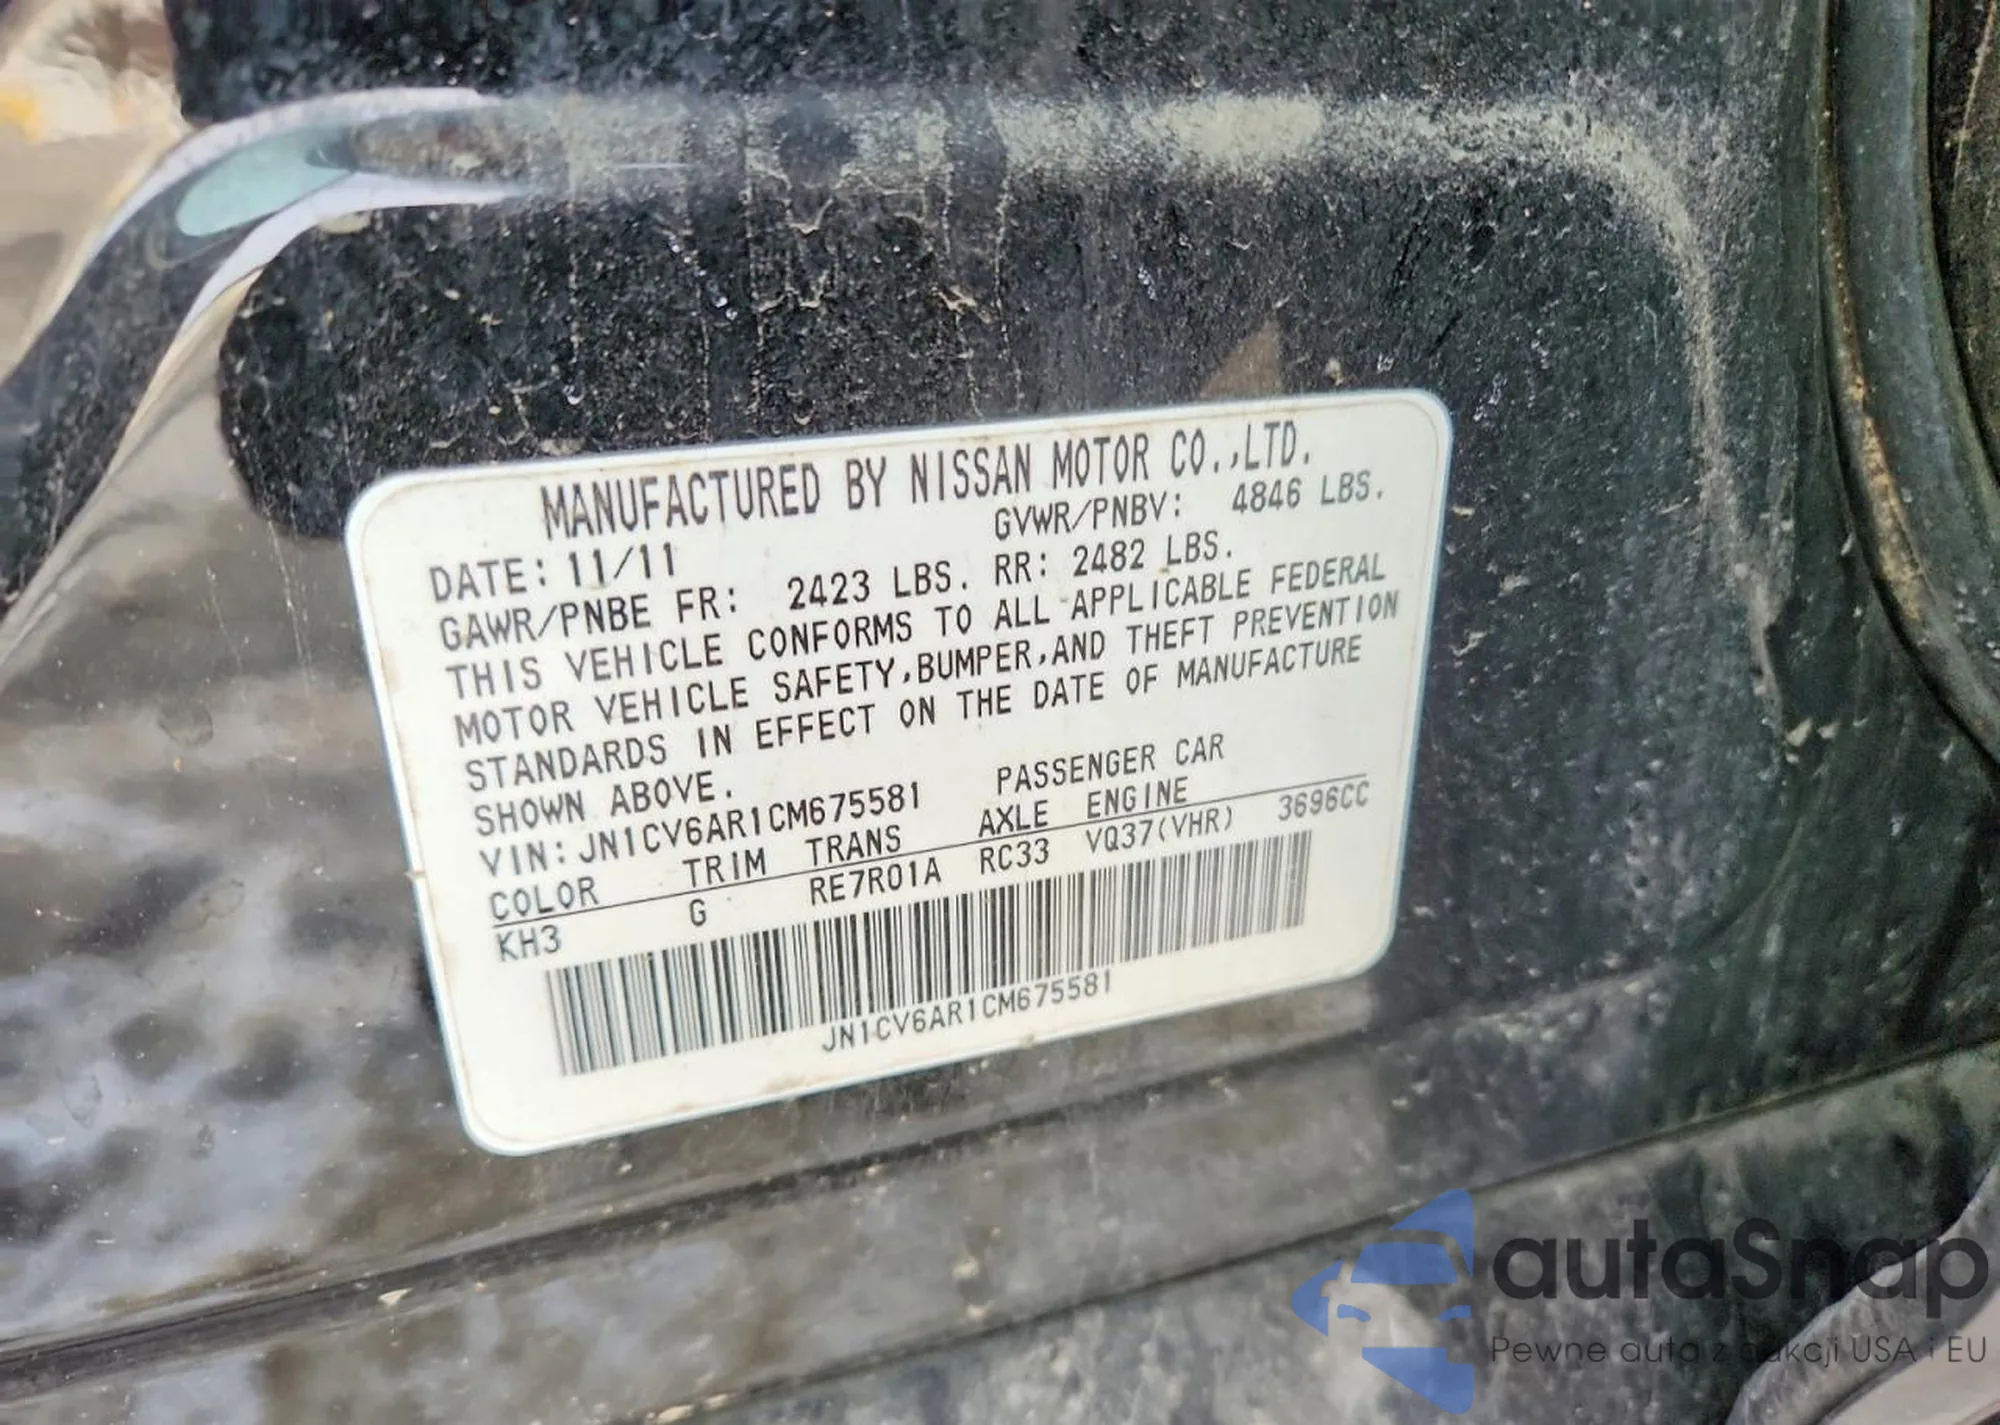 MANUFACTURED BY NISSAN MOTOR CO.,LTD.
DATE: 11/11 GVWR/PNBV: 4846 LBS.
GAWR/PNBE FR: 2423 LBS. RR: 2482 LBS.
THIS VEHICLE CONFORMS TO ALL APPLICABLE FEDERAL
MOTOR VEHICLE SAFETY,BUMPER,AND THEFT PREVENTION
STANDARDS IN EFFECT ON THE DATE OF MANUFACTURE
SHOWN ABOVE.
VIN: JN1CV6AR1CM675581 PASSENGER CAR
COLOR TRIM TRANS AXLE ENGINE
KH3 G RE7R01A RC33 VQ37(VHR) 3696CC
JN1CV6AR1CM675581
autaSnap
Pewne auta z aukcji USA i EU